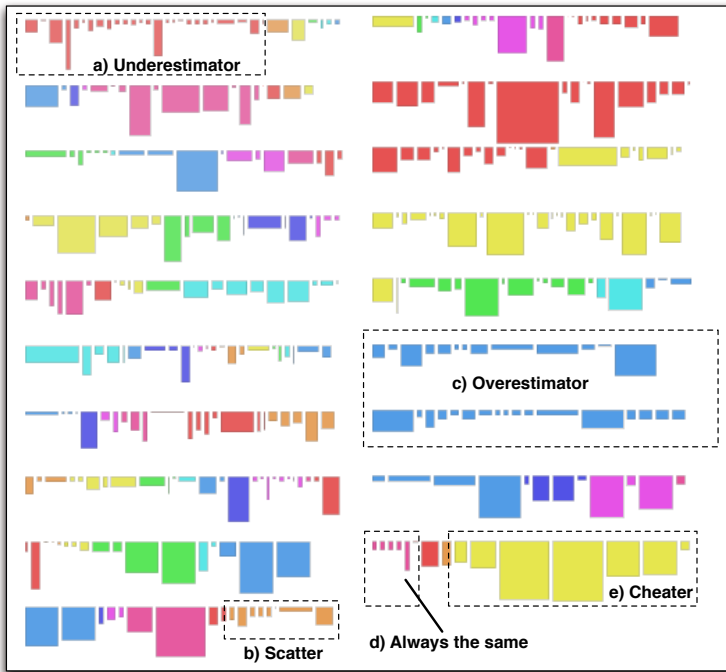 a) Underestimator
c) Overestimator
e) Cheater
d) Always the same
b) Scatter